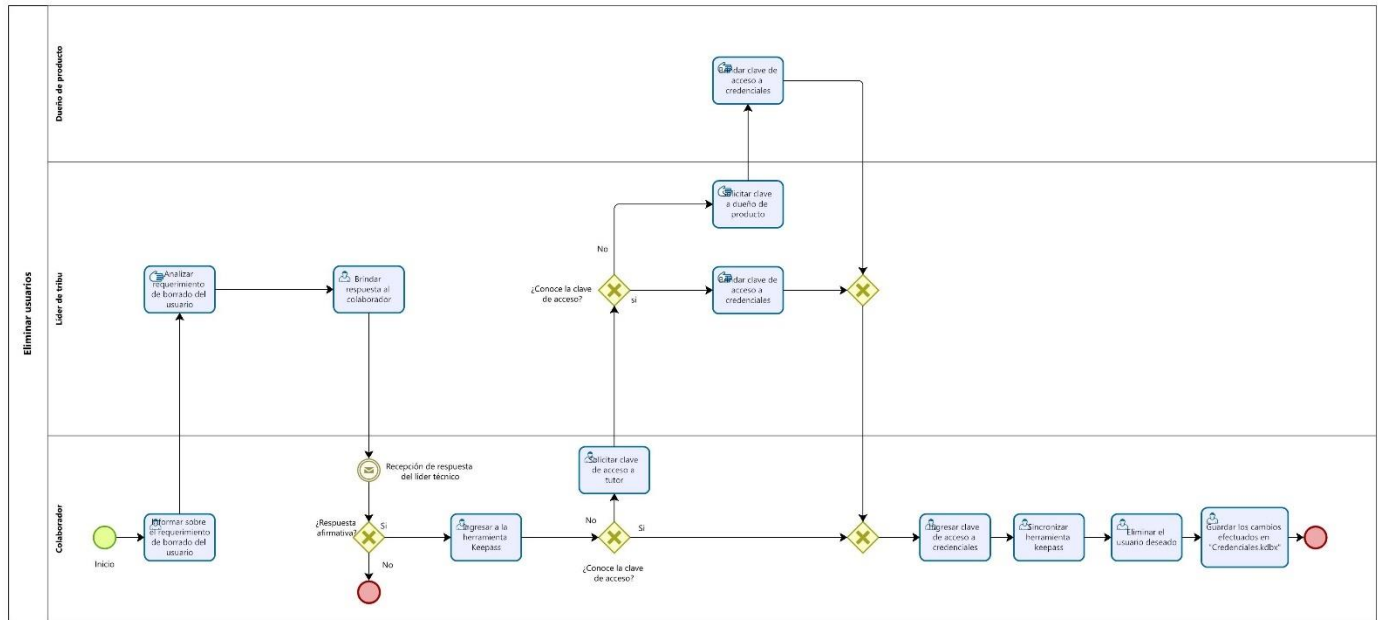 Eliminar usuarios
Dueño de producto
Brindar clave de
acceso a
credenciales
Líder de tribu
Solicitar clave
a dueño de
producto
No
Analizar
requerimiento
de borrado del
usuario
Brindar
respuesta al
colaborador
¿Conoce la clave
de acceso?
si
Brindar clave de
acceso a
credenciales
Colaborador
Solicitar clave
de acceso a
tutor
Recepción de respuesta
del líder técnico
Inicio
Informar sobre
el requerimiento
de borrado del
usuario
¿Respuesta
afirmativa?
Si
No
Ingresar a la
herramienta
Keepass
No
Si
¿Conoce la clave
de acceso?
Ingresar clave
de acceso a
credenciales
Sincronizar
herramienta
keepass
Eliminar el
usuario deseado
Guardar los cambios
efectuados en
"Credenciales.kdbx"